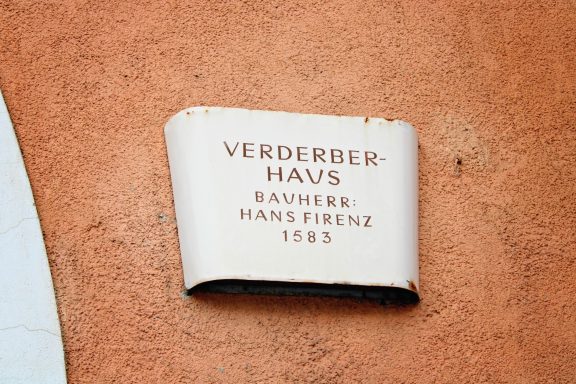 VERDERBER-
HAUS
BAUHERR:
HANS FIRENZ
1583